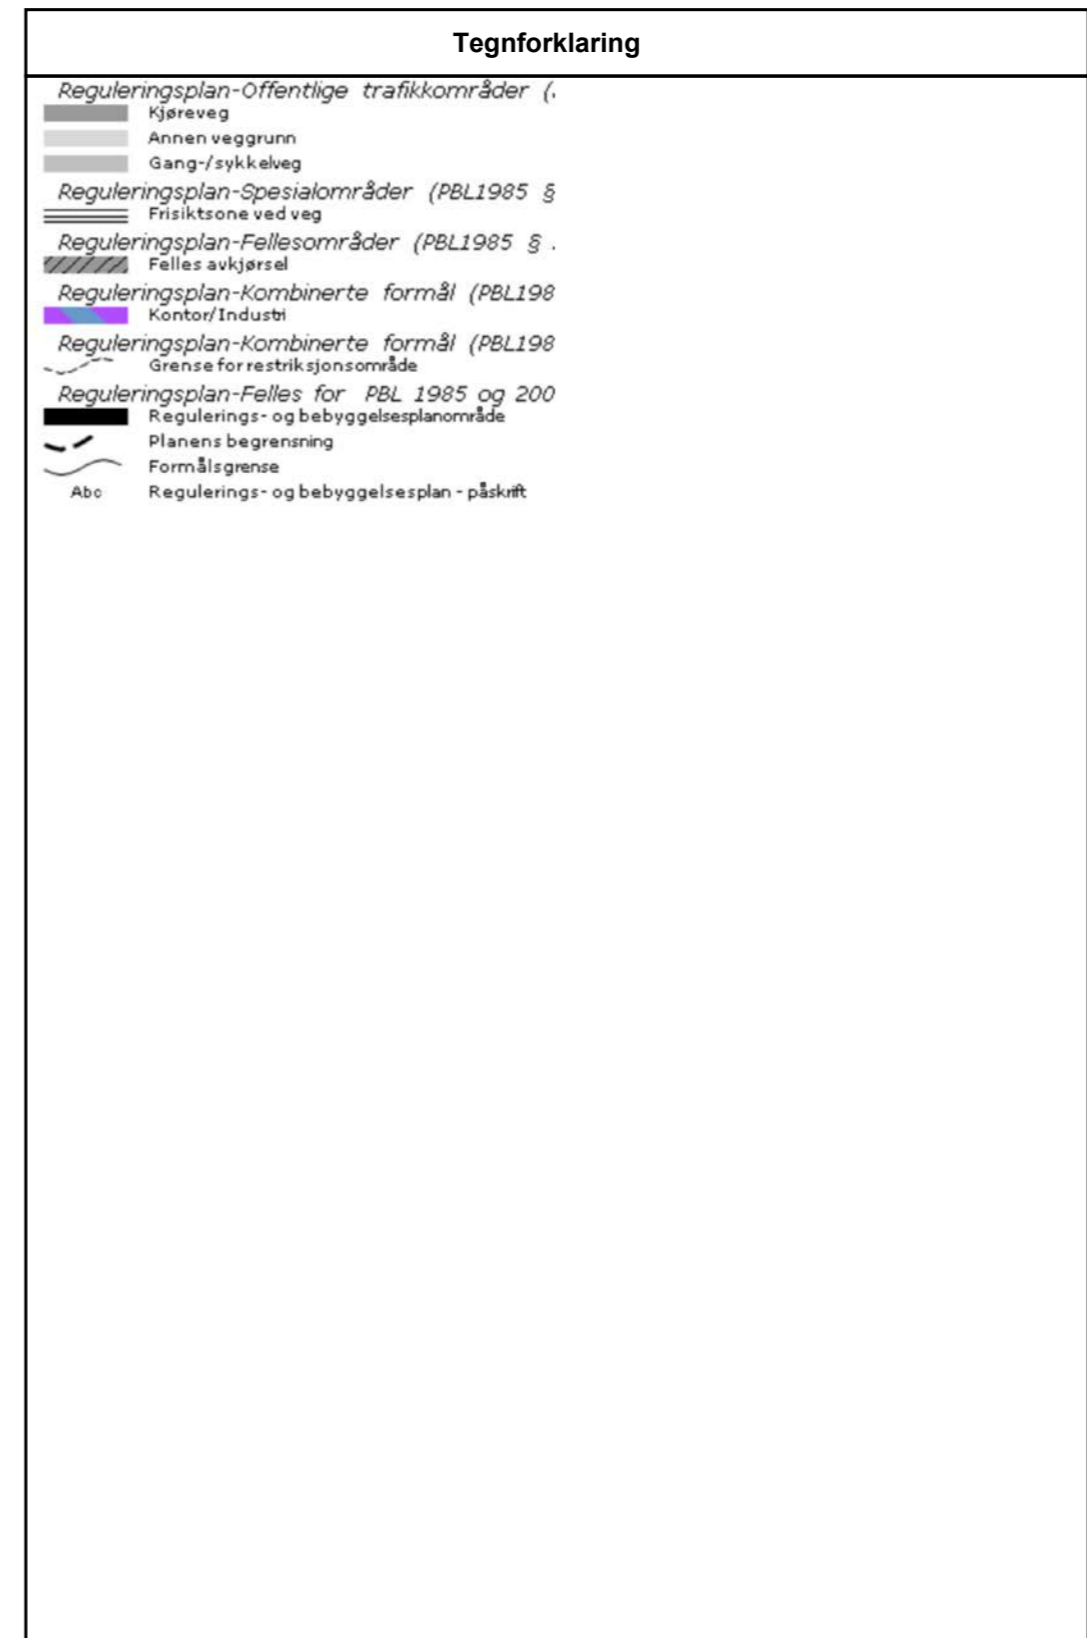 Tegnforklaring
Reguleringsplan-Offentlige trafikkområder (.
Kjøreveg
Annen veggrunn
Gang-/sykkelveg
Reguleringsplan-Spesialområder (PBL1985 §
Frisiktsone ved veg
Reguleringsplan-Fellesområder (PBL1985 § .
Felles avkjørsel
Reguleringsplan-Kombinerte formål (PBL198
Kontor/Industri
Reguleringsplan-Kombinerte formål (PBL198
Grense for restriksjonsområde
Reguleringsplan-Felles for PBL 1985 og 200
Regulerings- og bebyggelsesplanområde
Planens begrensning
Formålsgrense
Abc Regulerings- og bebyggelsesplan - påskrift